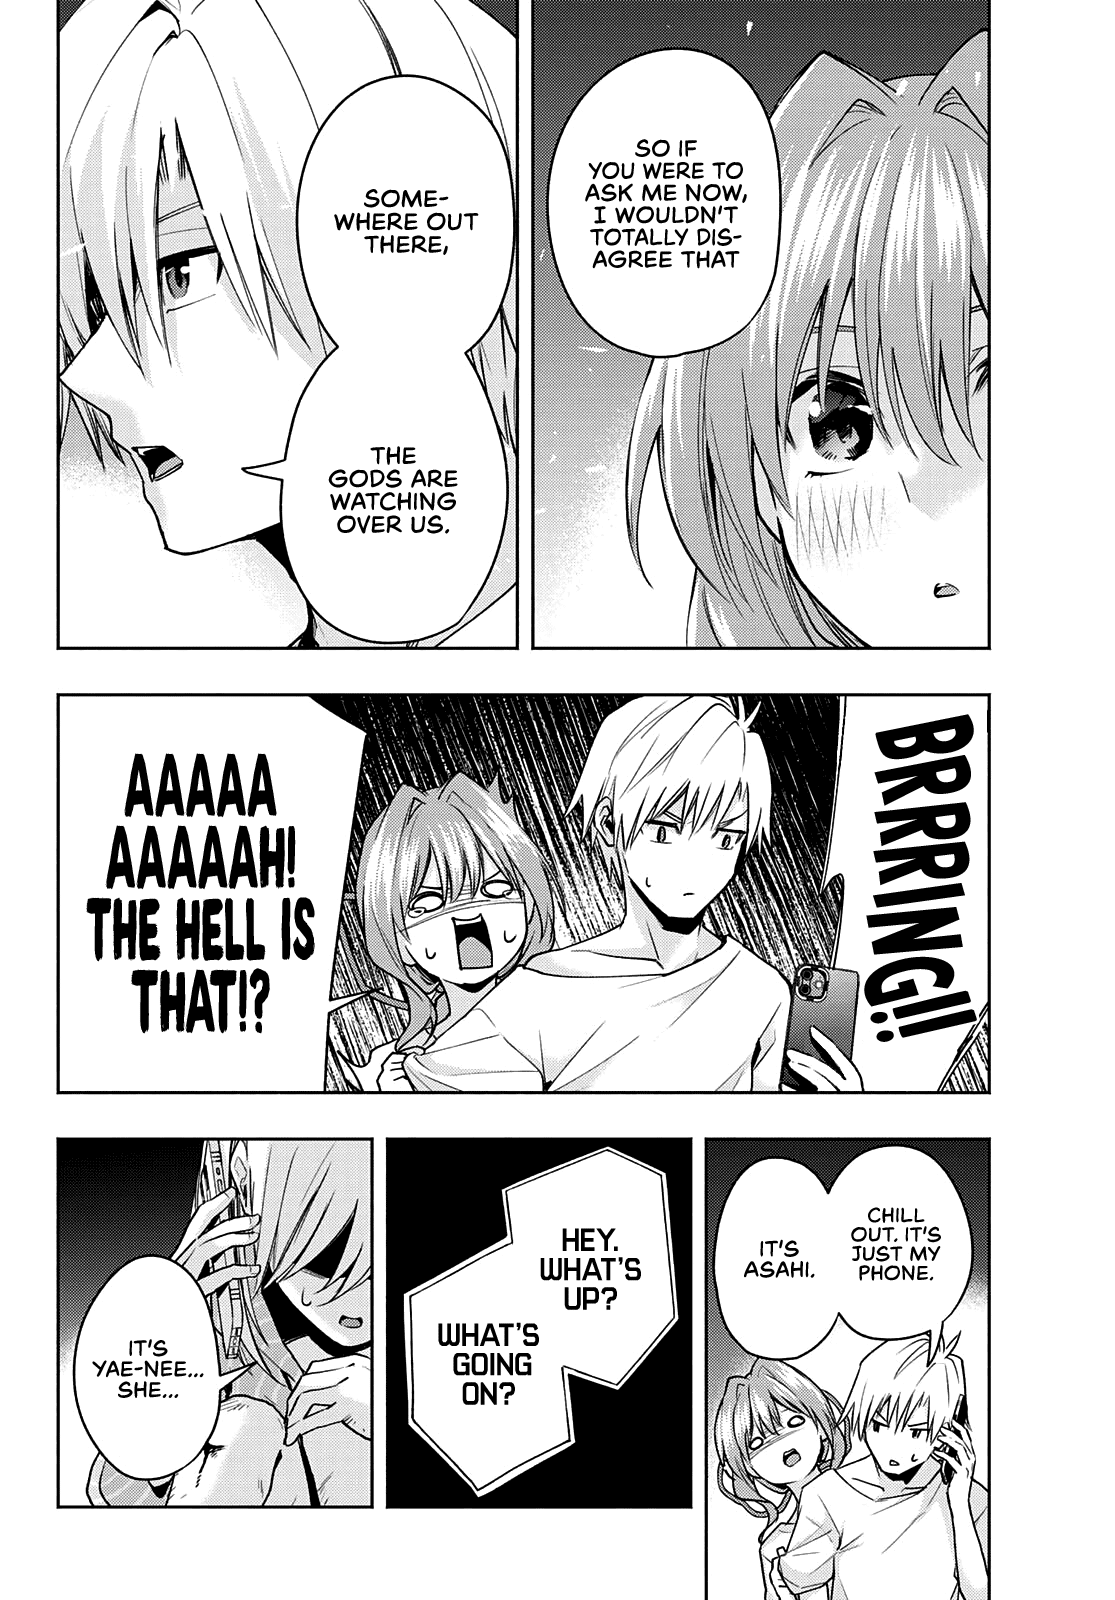 SO IF
YOU WERE TO
ASK ME NOW,
I WOULDN'T
TOTALLY DIS-
AGREE THAT
SOME-
WHERE OUT
THERE,
THE
GODS ARE
WATCHING
OVER US.
BRRRING!!
AAAAA
AAAAAH!
THE HELL IS
THAT!?
CHILL
OUT. IT'S
JUST MY
PHONE.
IT'S
ASAHI.
HEY.
WHAT'S
UP?
WHAT'S
GOING
ON?
IT'S
YAE-NEE...
SHE...